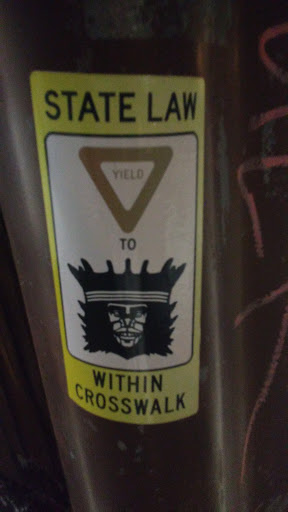 STATE LAW
YIELD
TO
WITHIN
CROSSWALK